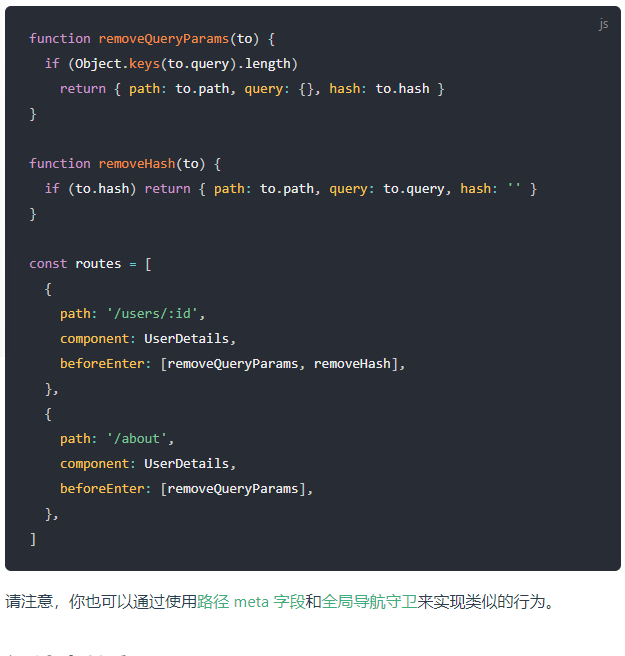 js
function removeQueryParams(to) {
  if (Object.keys(to.query).length)
    return { path: to.path, query: {}, hash: to.hash }
}

function removeHash(to) {
  if (to.hash) return { path: to.path, query: to.query, hash: '' }
}

const routes = [
  {
    path: '/users/:id',
    component: UserDetails,
    beforeEnter: [removeQueryParams, removeHash],
  },
  {
    path: '/about',
    component: UserDetails,
    beforeEnter: [removeQueryParams],
  },
]
请注意，你也可以通过使用路径 meta 字段和全局导航守卫来实现类似的行为。